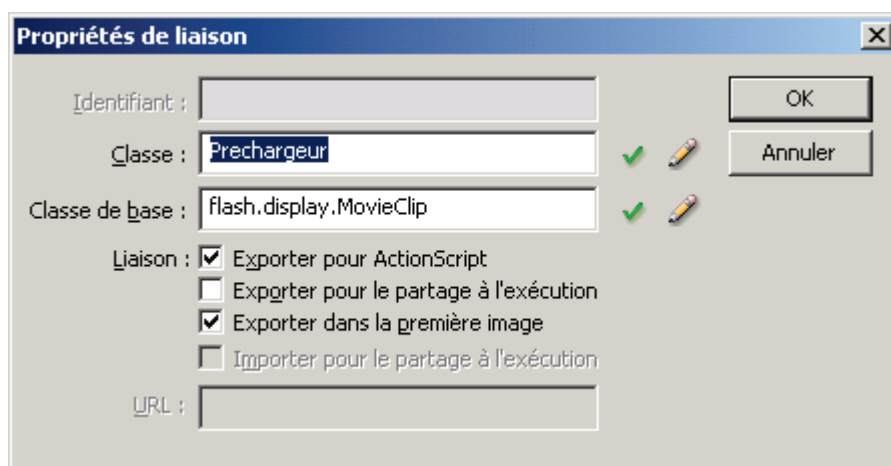 Propriétés de liaison
Identifiant :
OK
Classe : Prechargeur
Annuler
Classe de base : flash.display.MovieClip
Liaison : Exporter pour ActionScript
Exporter pour le partage à l'exécution
Exporter dans la première image
Importer pour le partage à l'exécution
URL :